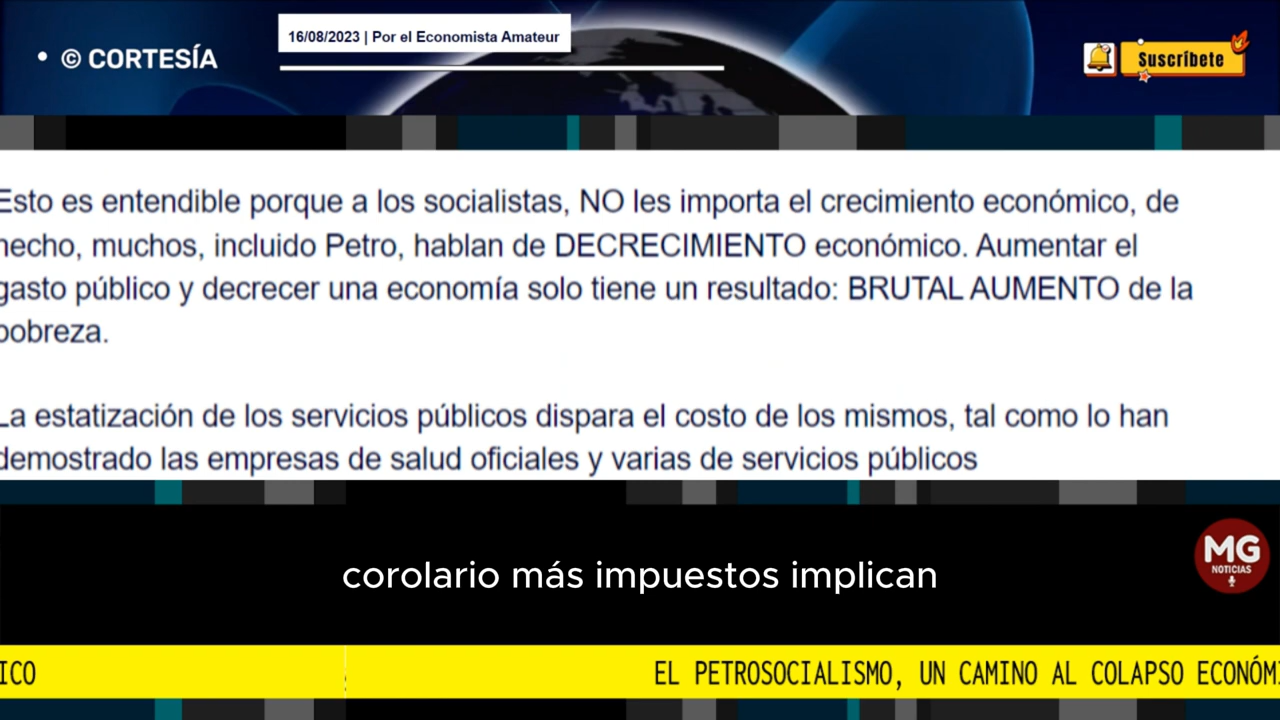 16/08/2023 | Por el Economista Amateur
• © CORTESÍA
Suscríbete
Esto es entendible porque a los socialistas, NO les importa el crecimiento económico, de
hecho, muchos, incluido Petro, hablan de DECRECIMIENTO económico. Aumentar el
gasto público y decrecer una economía solo tiene un resultado: BRUTAL AUMENTO de la
pobreza.
La estatización de los servicios públicos dispara el costo de los mismos, tal como lo han
demostrado las empresas de salud oficiales y varias de servicios públicos
corolario más impuestos implican
MG
NOTICIAS
ICO EL PETROSOCIALISMO, UN CAMINO AL COLAPSO ECONÓMI